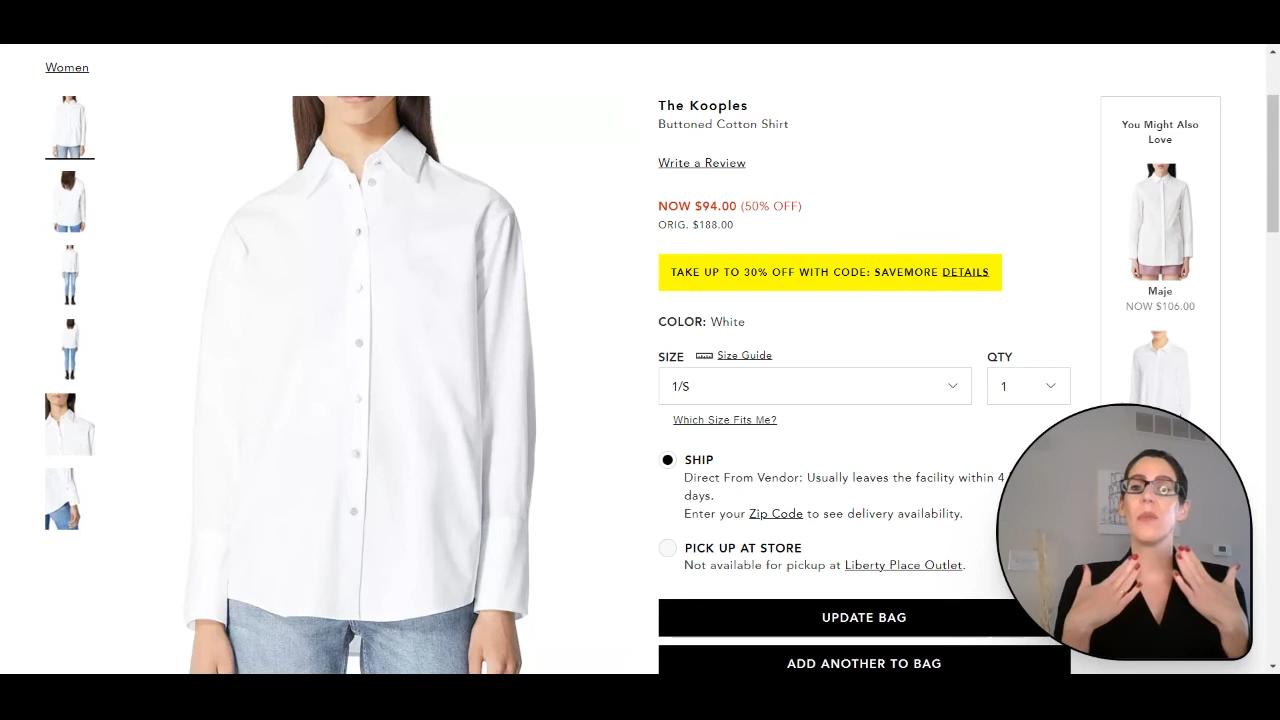 Women
The Kooples
Buttoned Cotton Shirt
Write a Review
NOW $94.00 (50% OFF)
ORIG. $188.00
TAKE UP TO 30% OFF WITH CODE: SAVEMORE DETAILS
COLOR: White
SIZE Size Guide
QTY
1/S
1
Which Size Fits Me?
SHIP
Direct From Vendor: Usually leaves the facility within 4
days.
Enter your Zip Code to see delivery availability.
PICK UP AT STORE
Not available for pickup at Liberty Place Outlet.
UPDATE BAG
ADD ANOTHER TO BAG
You Might Also
Love
Maje
NOW $106.00